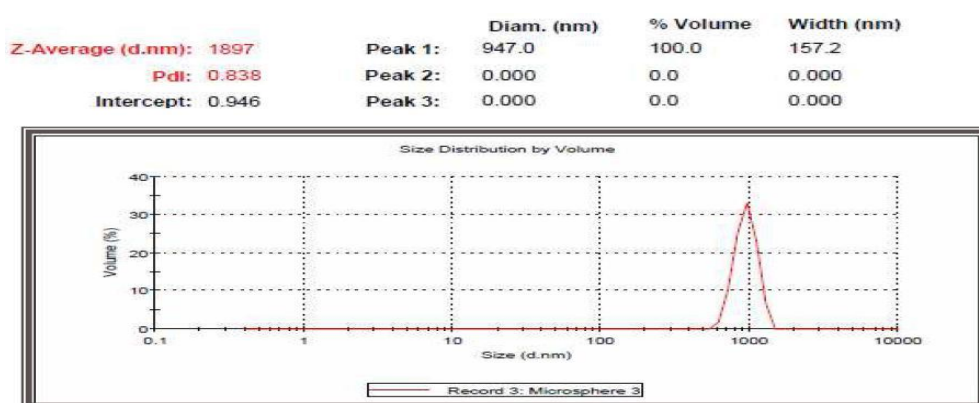 Diam. (nm) % Volume Width (nm)
Z-Average (d.nm): 1897 Peak 1: 947.0 100.0 157.2
PdI: 0.838 Peak 2: 0.000 0.0 0.000
Intercept: 0.946 Peak 3: 0.000 0.0 0.000
Size Distribution by Volume
40
30
20
10
0
Volume (%)
0.1 1 10 100 1000 10000
Size (d.nm)
Record 3: Microsphere 3